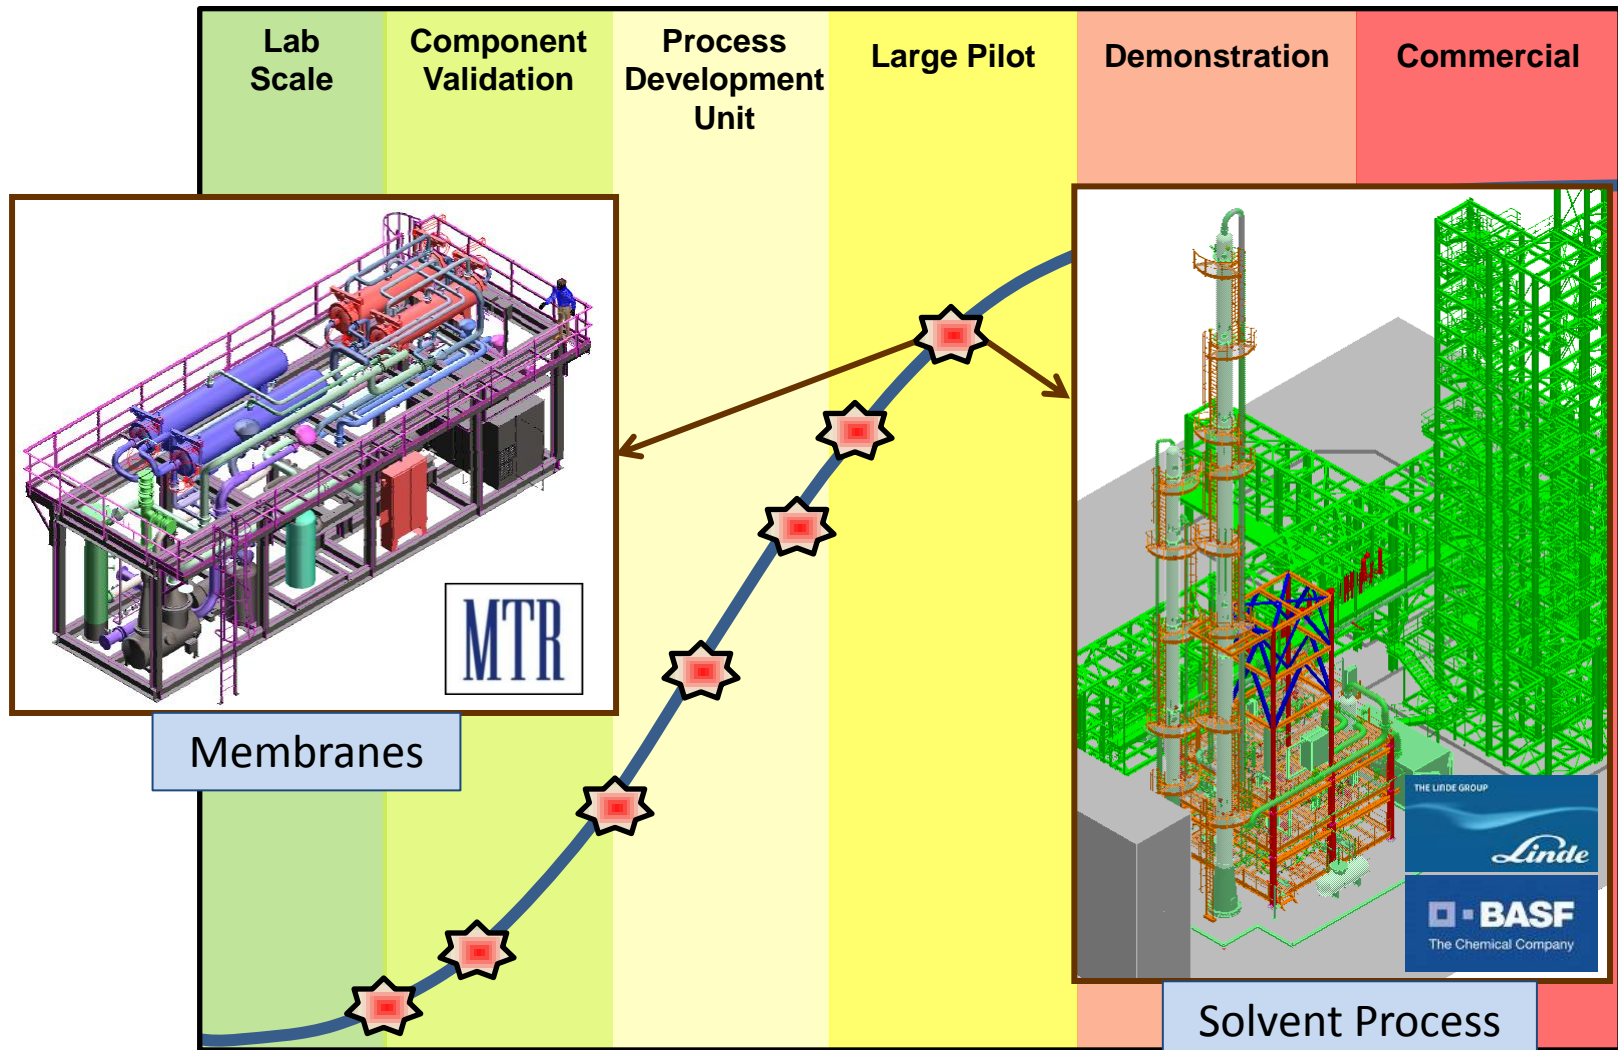 Lab
Scale
Component
Validation
Process
Development
Unit
Large Pilot
Demonstration
Commercial
MTR
Membranes
THE LINDE GROUP
Linde
BASF
The Chemical Company
Solvent Process